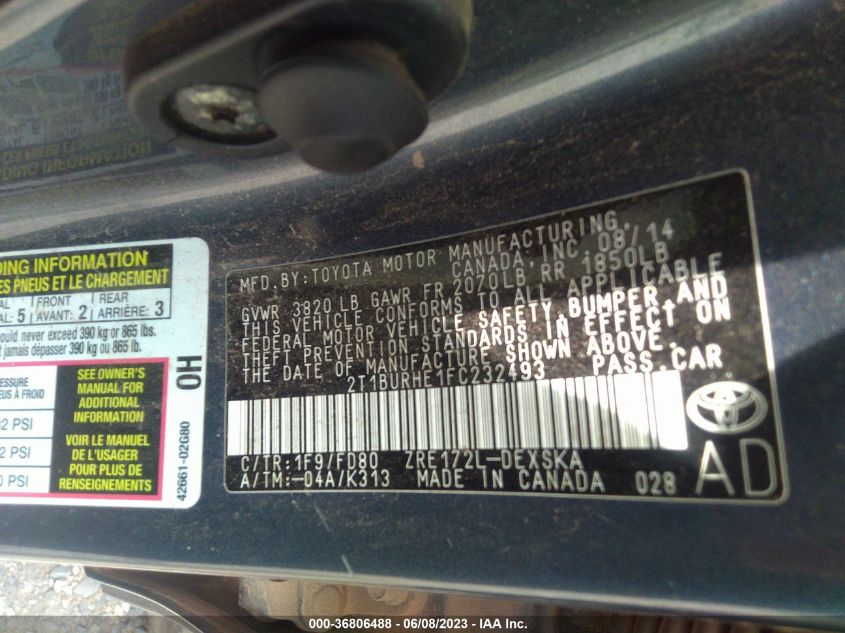 MFD. BY: TOYOTA MOTOR MANUFACTURING
CANADA, INC. 08/14
GVWR 3820 LB GAWR FR 2070LB RR 1850LB
THIS VEHICLE CONFORMS TO ALL APPLICABLE
FEDERAL MOTOR VEHICLE SAFETY, BUMPER, AND
THEFT PREVENTION STANDARDS IN EFFECT ON
THE DATE OF MANUFACTURE SHOWN ABOVE.
2T1BURHE1FC232493 PASS.CAR
C/TR:1F9/FD80 ZRE172L-DEXSKA
A/TM:-04A/K313 MADE IN CANADA 028
AD
DING INFORMATION
ES PNEUS ET LE CHARGEMENT
FRONT REAR
5 AVANT: 2 ARRIÈRE: 3
ould never exceed 390 kg or 865 lbs.
t jamais dépasser 390 kg ou 865 lb.
ESSURE
NEUS À FROID
PSI
PSI
PSI
SEE OWNER'S
MANUAL FOR
ADDITIONAL
INFORMATION
VOIR LE MANUEL
DE L'USAGER
POUR PLUS DE
RENSEIGNEMENTS
OH
42661-02G80
000-36806488 - 06/08/2023 - IAA Inc.